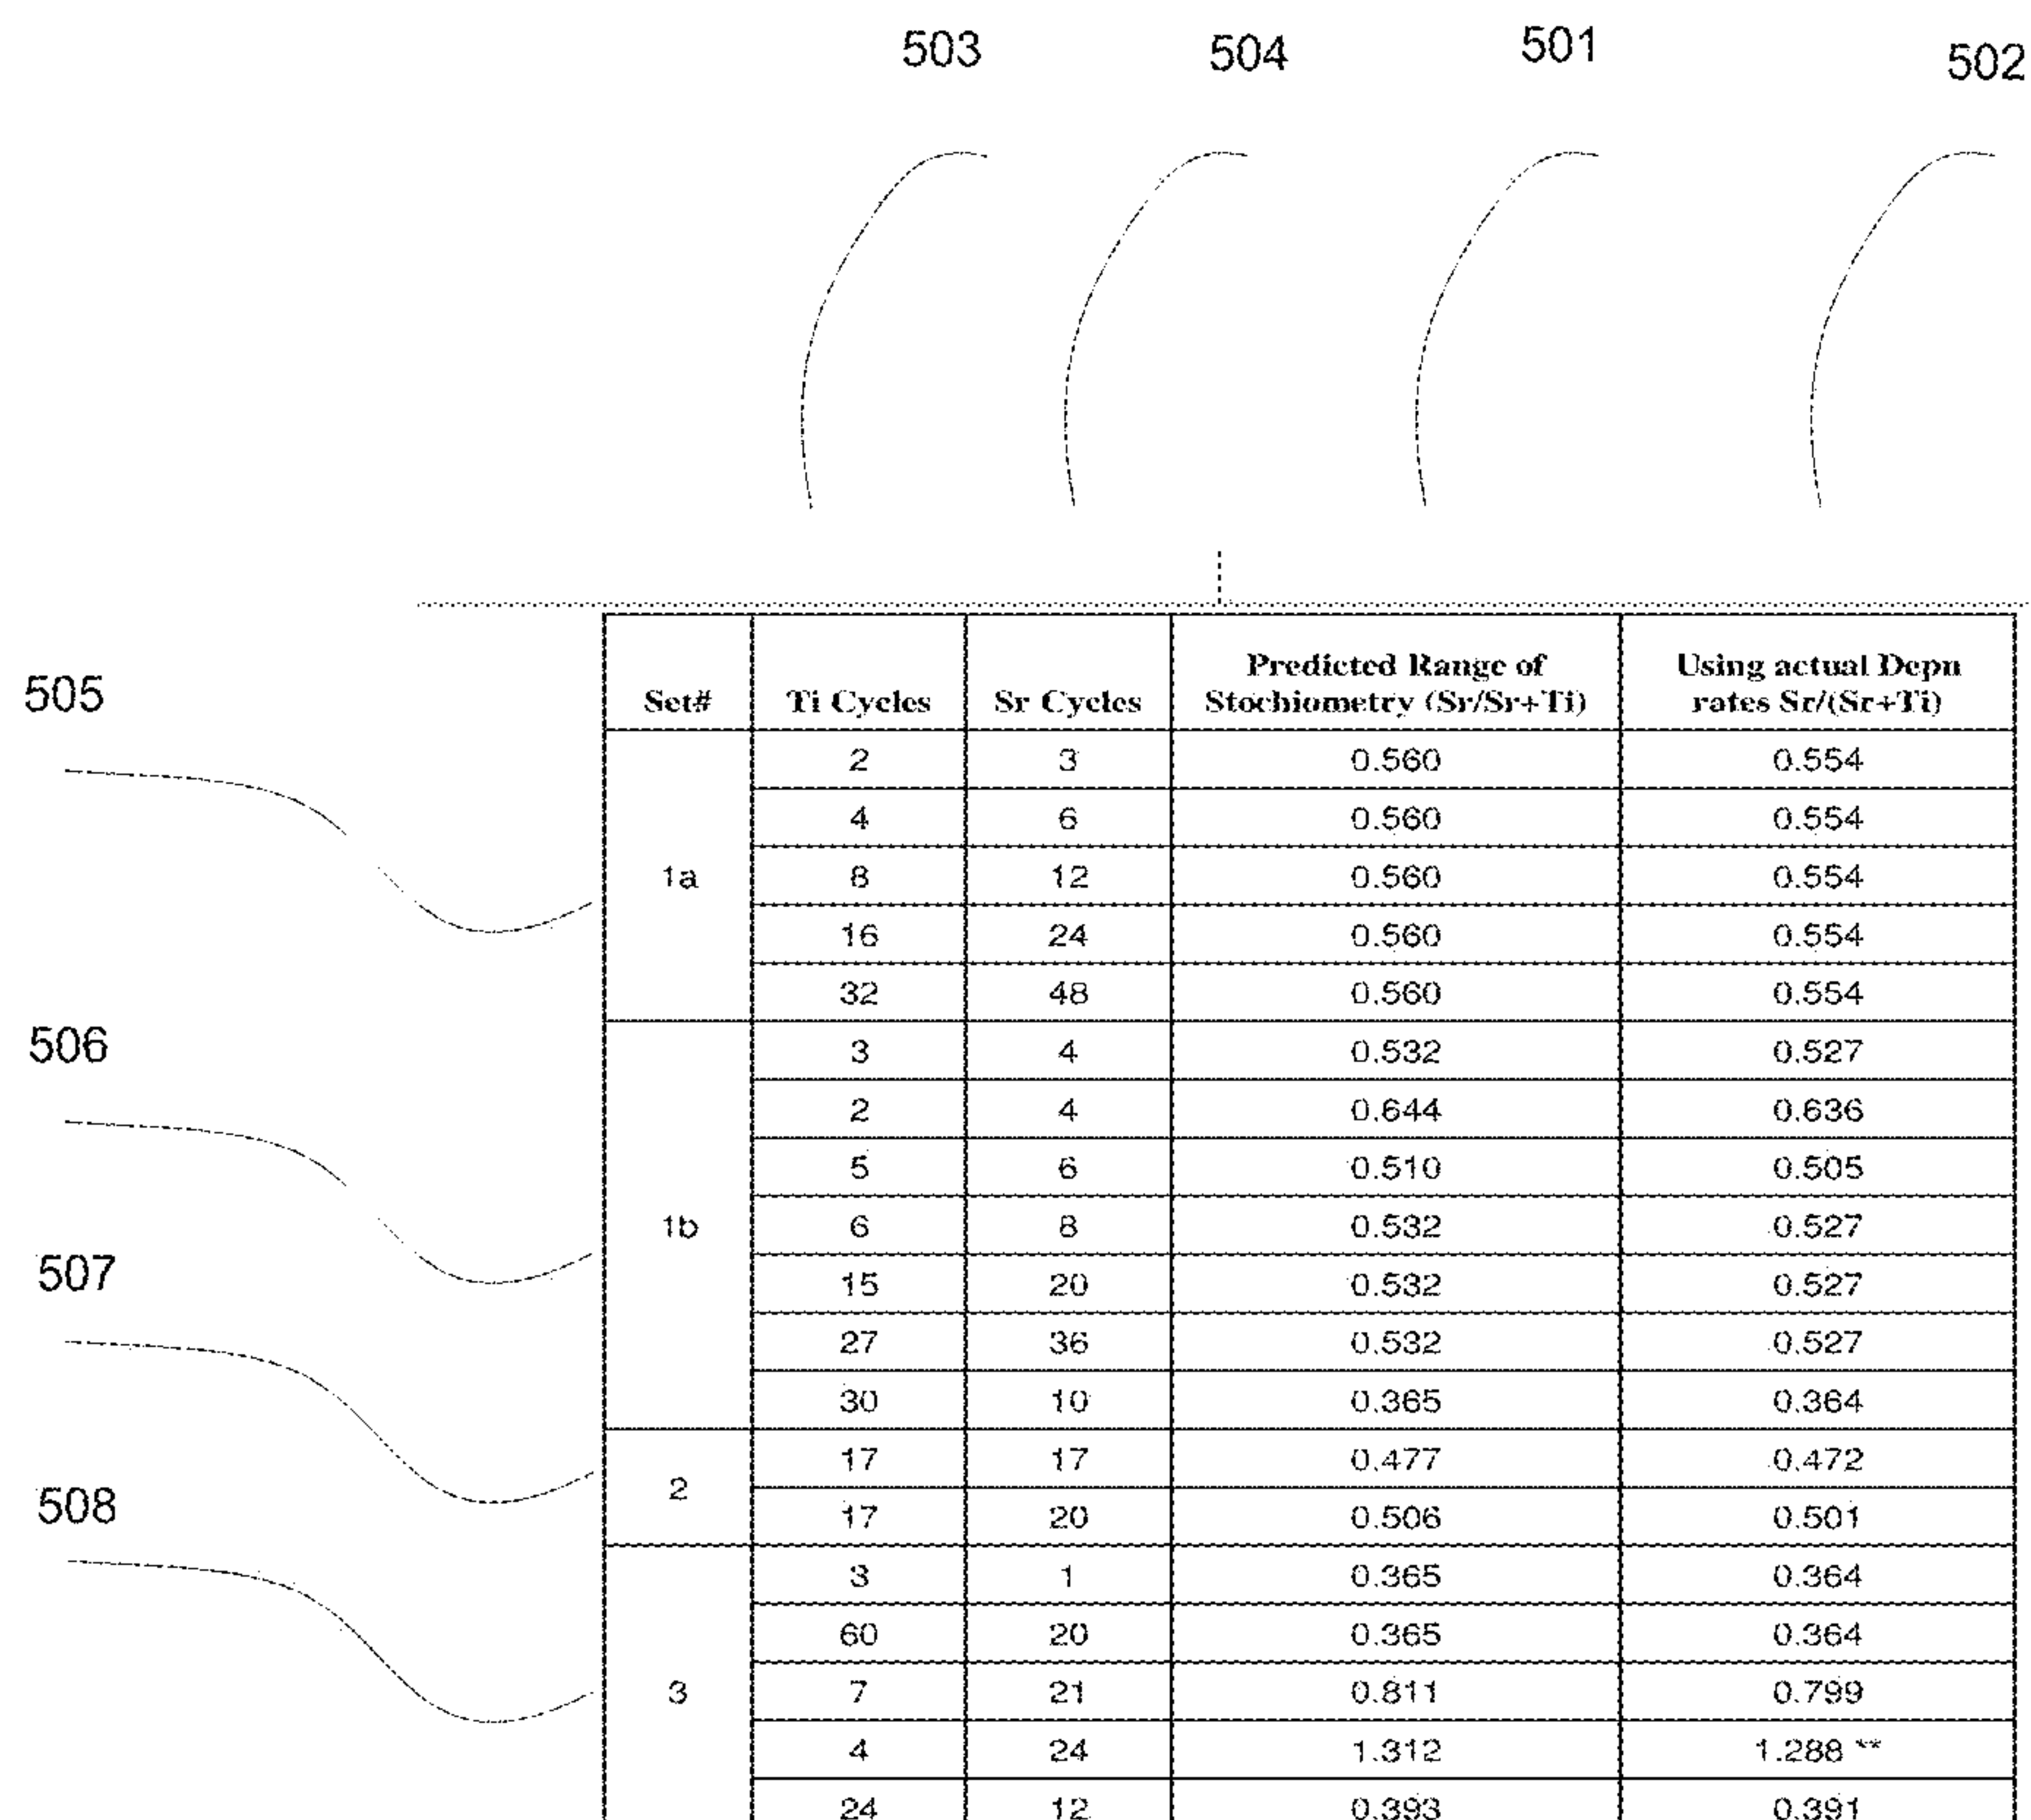 503 504 501 502
505
506
507
508
Set# Ti Cycles Sr Cycles Predicted Range of Stochiometry (Sr/Sr+Ti) Using actual Depn rates Sr/(Sr+Ti)
1a 2 3 0.560 0.554
4 6 0.560 0.554
8 12 0.560 0.554
16 24 0.560 0.554
32 48 0.560 0.554
1b 3 4 0.532 0.527
2 4 0.644 0.636
5 6 0.510 0.505
6 8 0.532 0.527
15 20 0.532 0.527
27 36 0.532 0.527
30 10 0.365 0.364
2 17 17 0.477 0.472
17 20 0.506 0.501
3 3 1 0.365 0.364
60 20 0.365 0.364
7 21 0.811 0.799
4 24 1.312 1.288 **
24 12 0.393 0.391